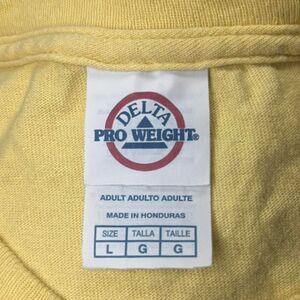 DELTA
PRO WEIGHT®
ADULT ADULTO ADULTE
MADE IN HONDURAS
SIZE TALLA TAILLE
L G G